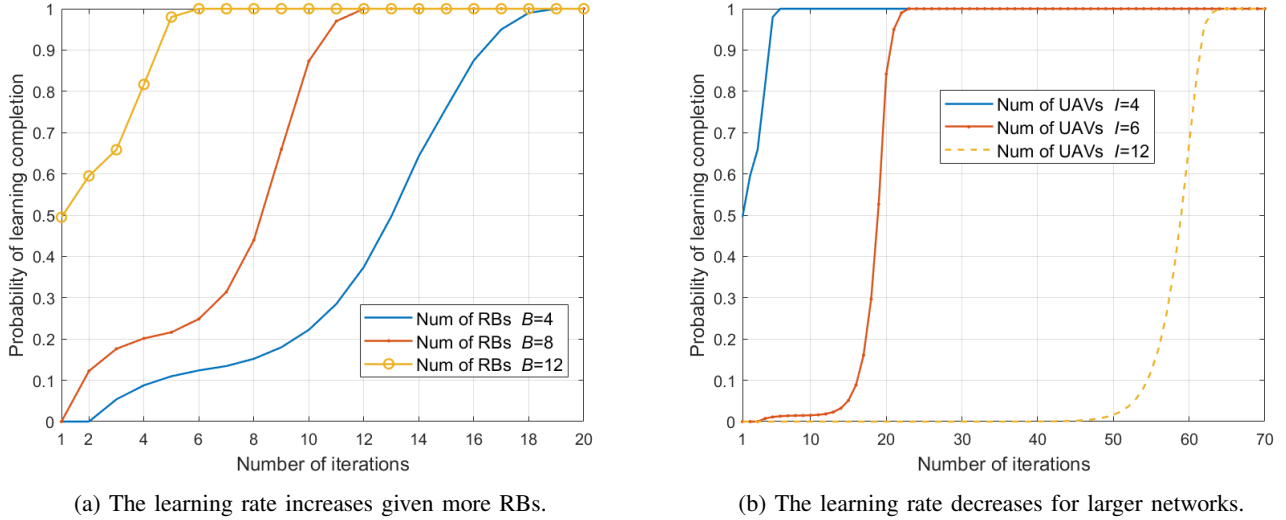 1
0.9
0.8
0.7
0.6
0.5
0.4
0.3
0.2
0.1
0
Probability of learning completion
Num of RBs B=4
Num of RBs B=8
Num of RBs B=12
1 2 4 6 8 10 12 14 16 18 20
Number of iterations
(a) The learning rate increases given more RBs.
1
0.9
0.8
0.7
0.6
0.5
0.4
0.3
0.2
0.1
0
Probability of learning completion
Num of UAVs I=4
Num of UAVs I=6
Num of UAVs I=12
1 10 20 30 40 50 60 70
Number of iterations
(b) The learning rate decreases for larger networks.